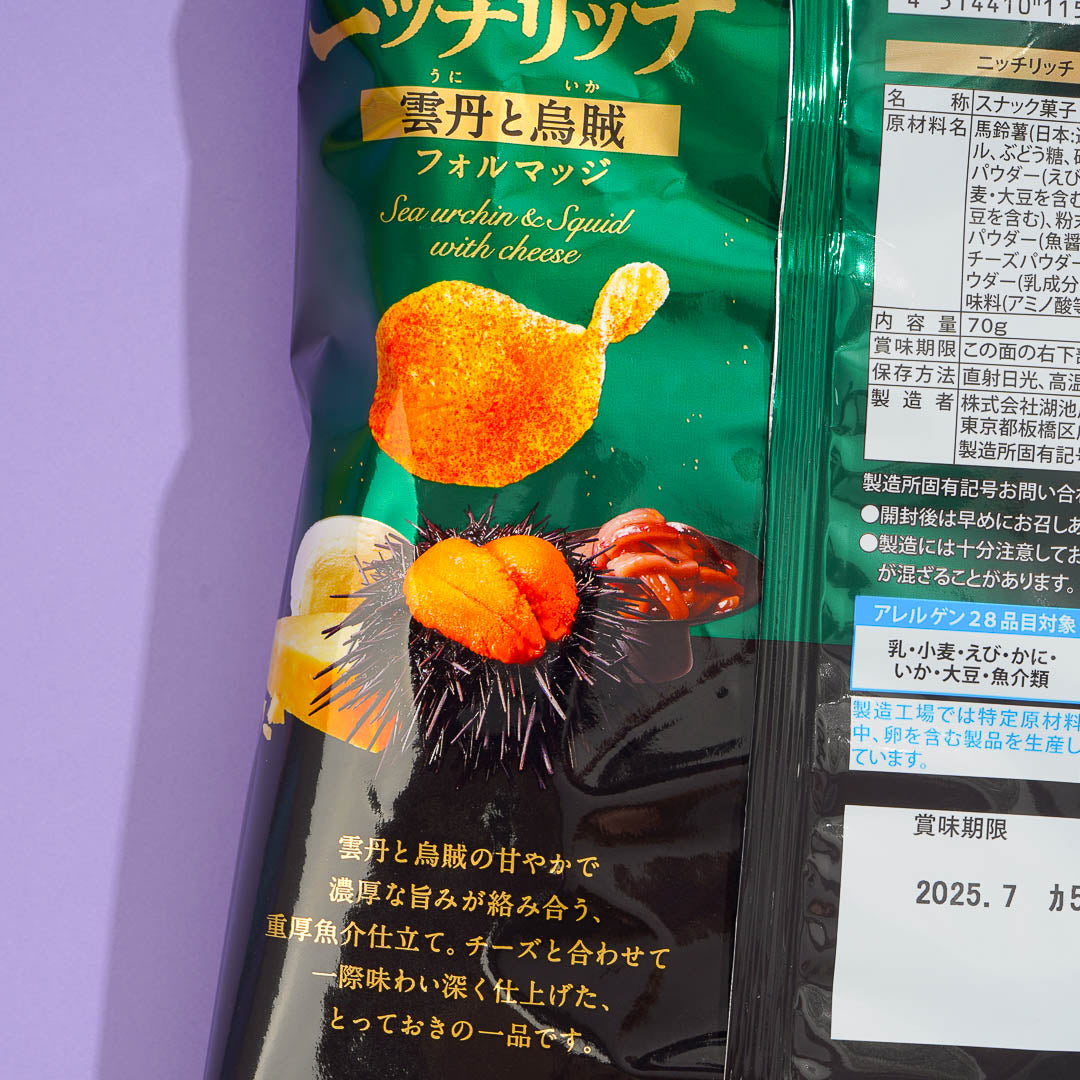 ニッチリッチ
うに いか
雲丹と烏賊
フォルマッジ
Sea urchin & Squid
with cheese
雲丹と烏賊の甘やかで
濃厚な旨みが絡み合う、
重厚魚介仕立て。チーズと合わせて
一際味わい深く仕上げた、
とっておきの一品です。
4 514410 115
ニッチリッチ
名 称 スナック菓子
原材料名 馬鈴薯(日本:
ル、ぶどう糖、
パウダー(えび
麦・大豆を含む
豆を含む)、粉末
パウダー(魚醤
チーズパウダー
ウダー(乳成分
味料(アミノ酸等
内容量 70g
賞味期限 この面の右下部
保存方法 直射日光、高温
製造者 株式会社湖池
東京都板橋区
製造所固有記号
製造所固有記号お問い合わ
●開封後は早めにお召しあ
●製造には十分注意してお
が混ざることがあります。
アレルゲン28品目対象
乳・小麦・えび・かに・
いか・大豆・魚介類
製造工場では特定原材料
中、卵を含む製品を生産し
ています。
賞味期限
2025. 7 カ5